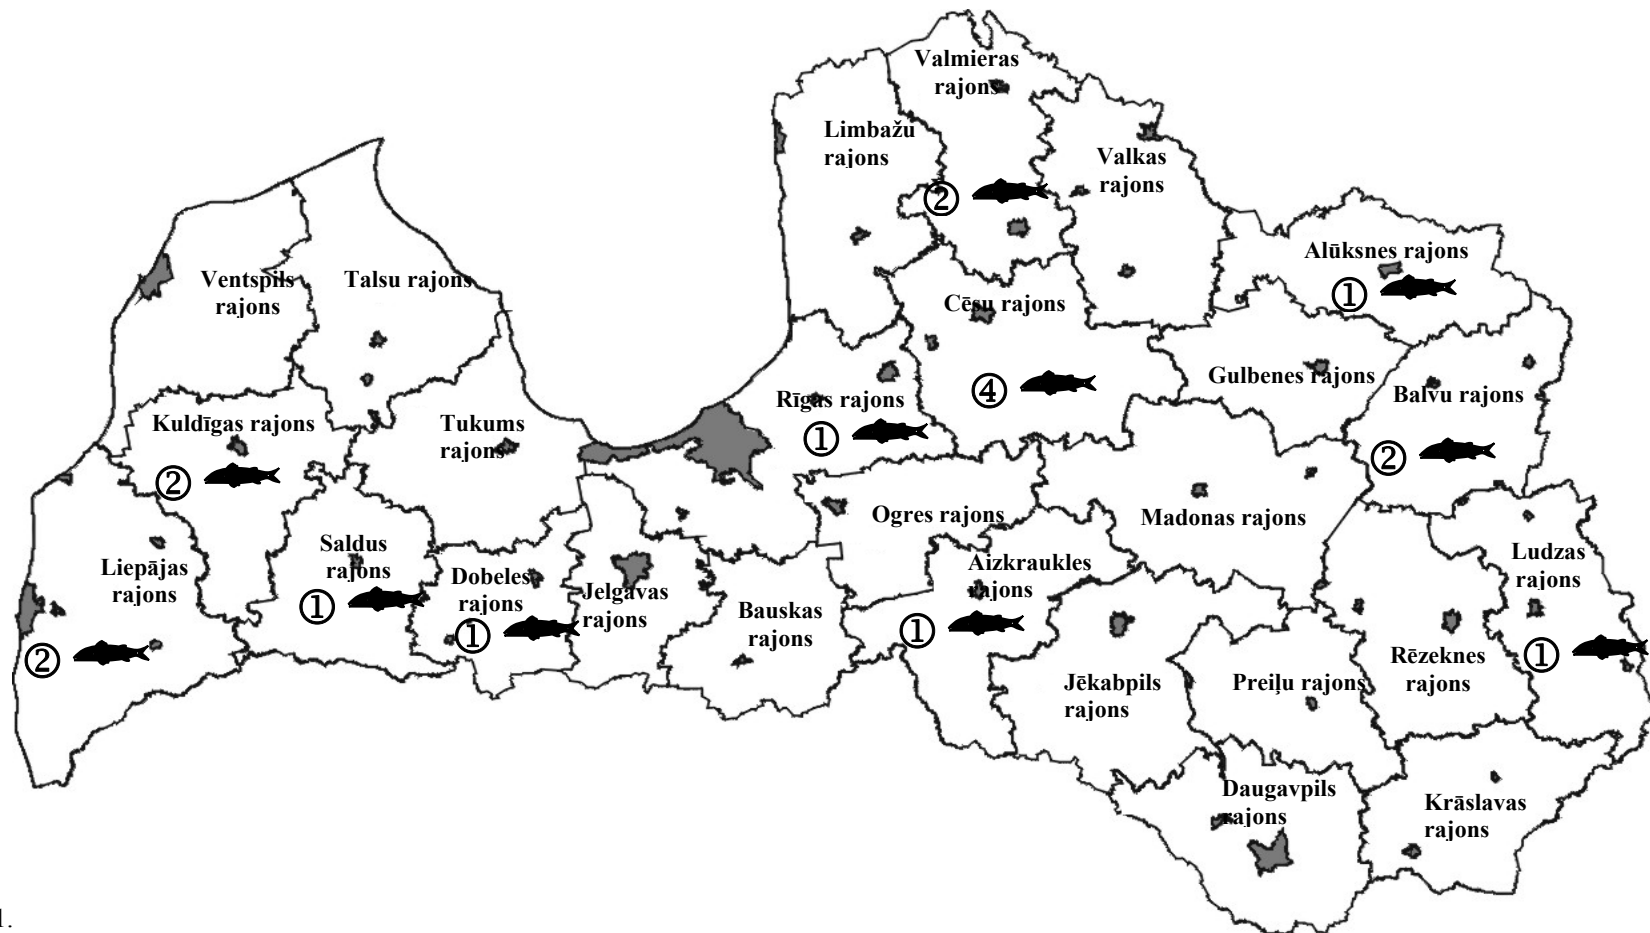 Valmieras
rajons
Limbažu
rajons
Valkas
rajons
②
Alūksnes rajons
①
Ventspils
rajons
Talsu rajons
Cēsu rajons
④
Gulbenes rajons
Balvu rajons
②
Kuldīgas rajons
②
Tukums
rajons
Rīgas rajons
①
Ogres rajons
Madonas rajons
Liepājas
rajons
②
Saldus
rajons
①
Dobeles
rajons
①
Jelgavas
rajons
Bauskas
rajons
Aizkraukles
rajons
①
Ludzas
rajons
①
Jēkabpils
rajons
Preiļu rajons
Rēzeknes
rajons
Daugavpils
rajons
Krāslavas
rajons